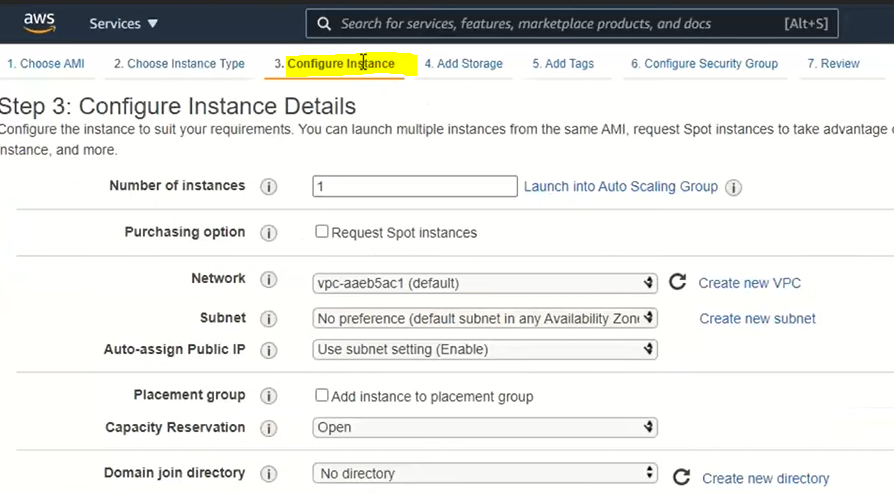 aws Services Search for services, features, marketplace products, and docs [Alt+S]
1. Choose AMI 2. Choose Instance Type 3. Configure Instance 4. Add Storage 5. Add Tags 6. Configure Security Group 7. Review
Step 3: Configure Instance Details
Configure the instance to suit your requirements. You can launch multiple instances from the same AMI, request Spot instances to take advantage
instance, and more.
Number of instances i 1 Launch into Auto Scaling Group i
Purchasing option i Request Spot instances
Network i vpc-aaeb5ac1 (default) Create new VPC
Subnet i No preference (default subnet in any Availability Zone Create new subnet
Auto-assign Public IP i Use subnet setting (Enable)
Placement group i Add instance to placement group
Capacity Reservation i Open
Domain join directory i No directory Create new directory